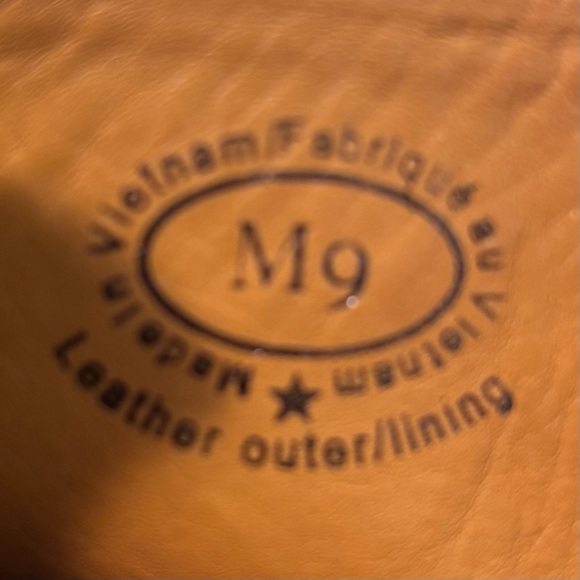 Made in Vietnam/Fabriqué au Vietnam
M9
Leather outer/lining